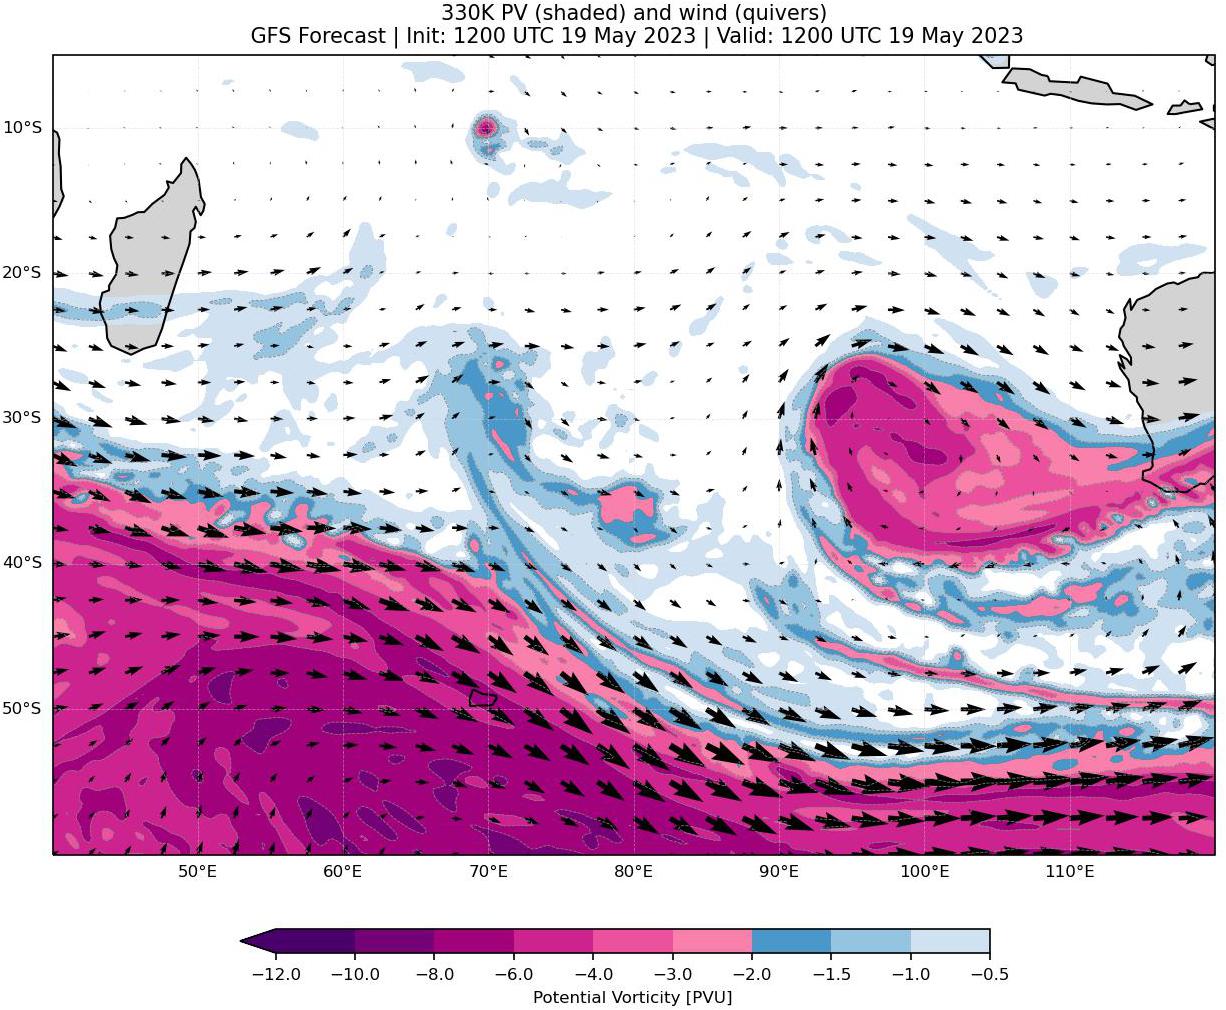 330K PV (shaded) and wind (quivers)
GFS Forecast | Init: 1200 UTC 19 May 2023 | Valid: 1200 UTC 19 May 2023
10°S
20°S
30°S
40°S
50°S
50°E 60°E 70°E 80°E 90°E 100°E 110°E
−12.0 −10.0 −8.0 −6.0 −4.0 −3.0 −2.0 −1.5 −1.0 −0.5
Potential Vorticity [PVU]